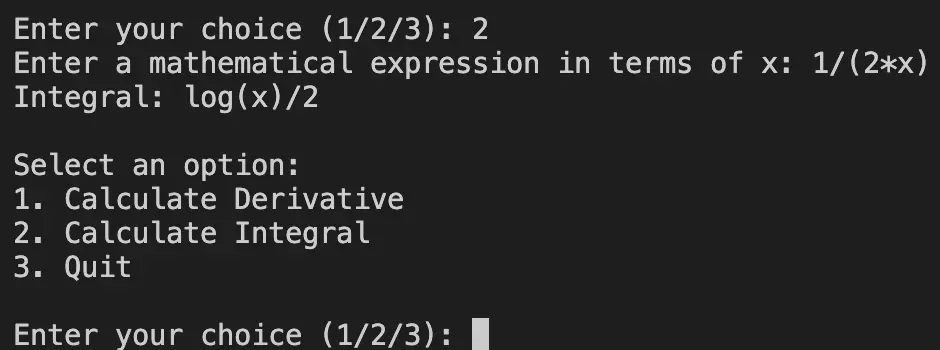 Enter your choice (1/2/3): 2
Enter a mathematical expression in terms of x: 1/(2*x)
Integral: log(x)/2
Select an option:
1. Calculate Derivative
2. Calculate Integral
3. Quit
Enter your choice (1/2/3):